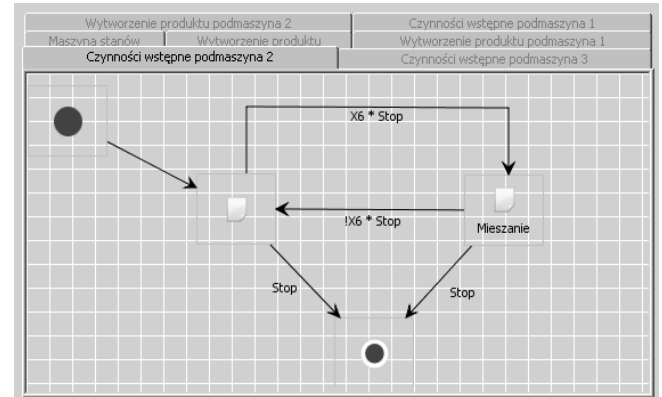 Wytworzenie produktu podmaszyna 2
Czynności wstępne podmaszyna 1
Maszyna stanów
Wytworzenie produktu
Wytworzenie produktu podmaszyna 1
Czynności wstępne podmaszyna 2
Czynności wstępne podmaszyna 3
X6 * Stop
!X6 * Stop
Mieszanie
Stop
Stop